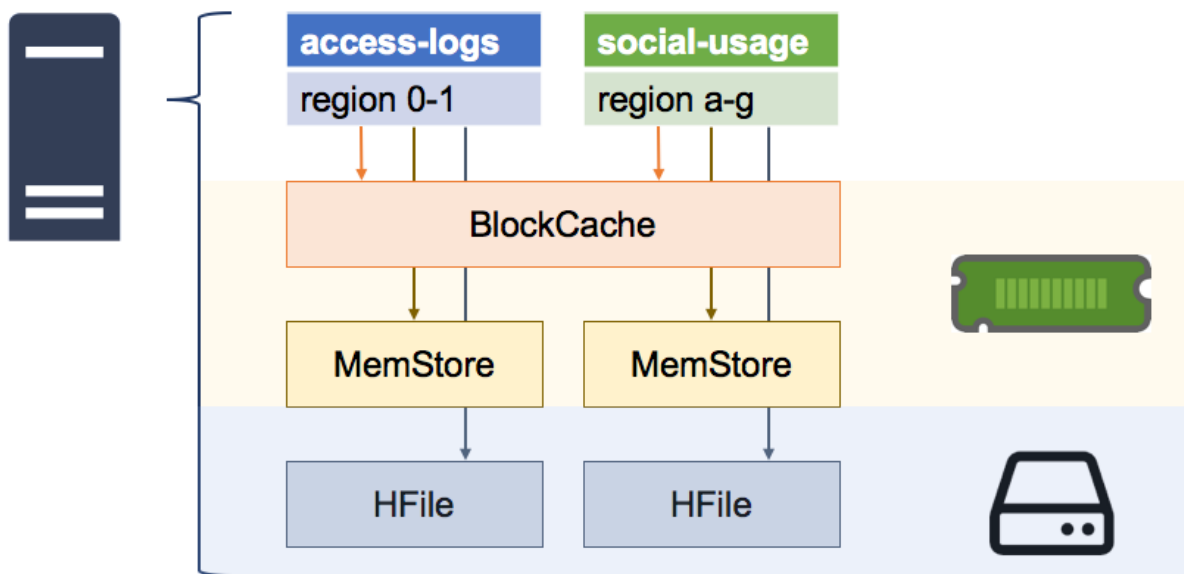 access-logs
social-usage
region 0-1
region a-g
BlockCache
MemStore
MemStore
HFile
HFile